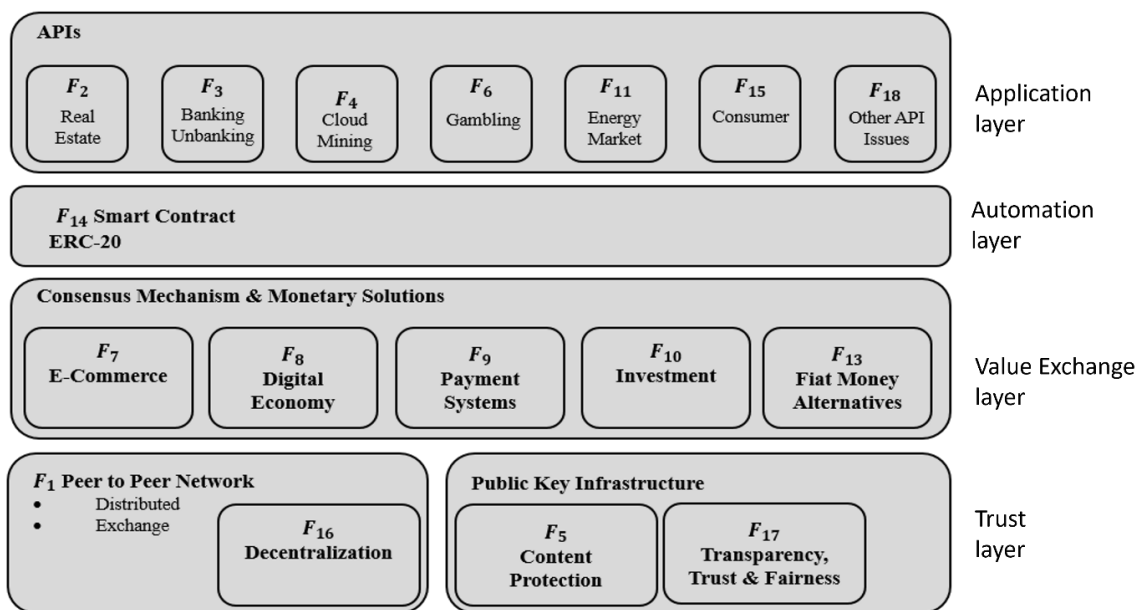 APIs
F2
Real
Estate
F3
Banking
Unbanking
F4
Cloud
Mining
F6
Gambling
F11
Energy
Market
F15
Consumer
F18
Other API
Issues
Application
layer
F14 Smart Contract
ERC-20
Automation
layer
Consensus Mechanism & Monetary Solutions
F7
E-Commerce
F8
Digital
Economy
F9
Payment
Systems
F10
Investment
F13
Fiat Money
Alternatives
Value Exchange
layer
F1 Peer to Peer Network
• Distributed
• Exchange
F16
Decentralization
Public Key Infrastructure
F5
Content
Protection
F17
Transparency,
Trust & Fairness
Trust
layer